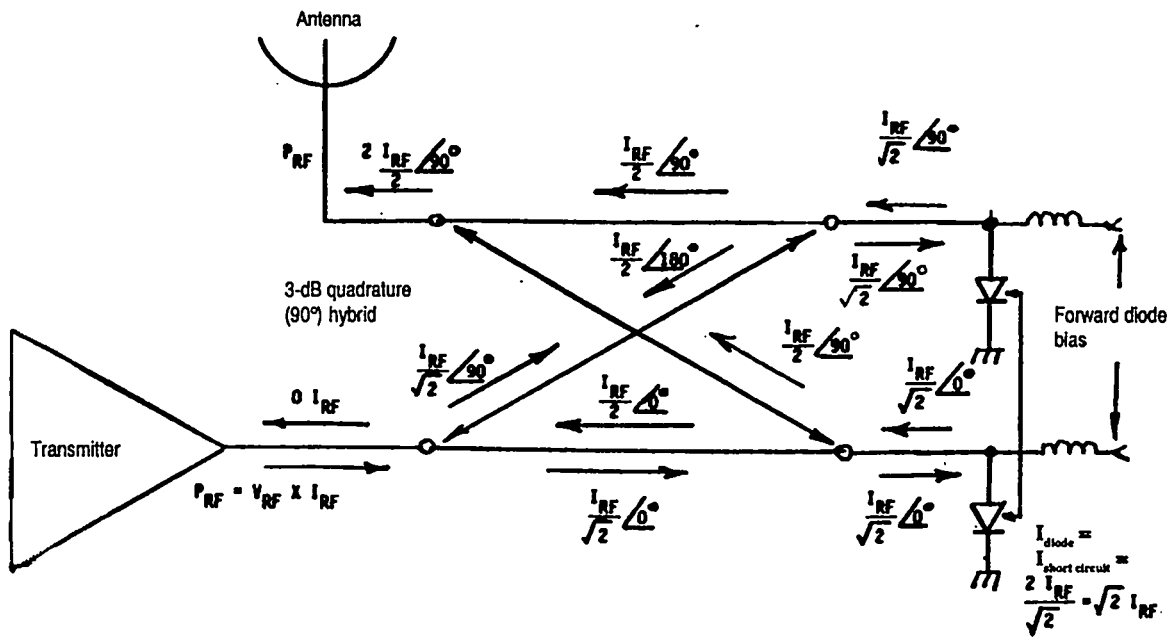 Antenna
P_RF
2 I_RF/2 ∠90°
I_RF/2 ∠90°
I_RF/√2 ∠90°
I_RF/2 ∠180°
I_RF/√2 ∠90°
3-dB quadrature
(90°) hybrid
Forward diode
bias
I_RF/√2 ∠90°
I_RF/2 ∠90°
I_RF/√2 ∠0°
0 I_RF
I_RF/2 ∠0°
Transmitter
P_RF = V_RF X I_RF
I_RF/√2 ∠0°
I_RF/√2 ∠0°
I_diode =
I_short circuit =
2 I_RF/√2 = √2 I_RF